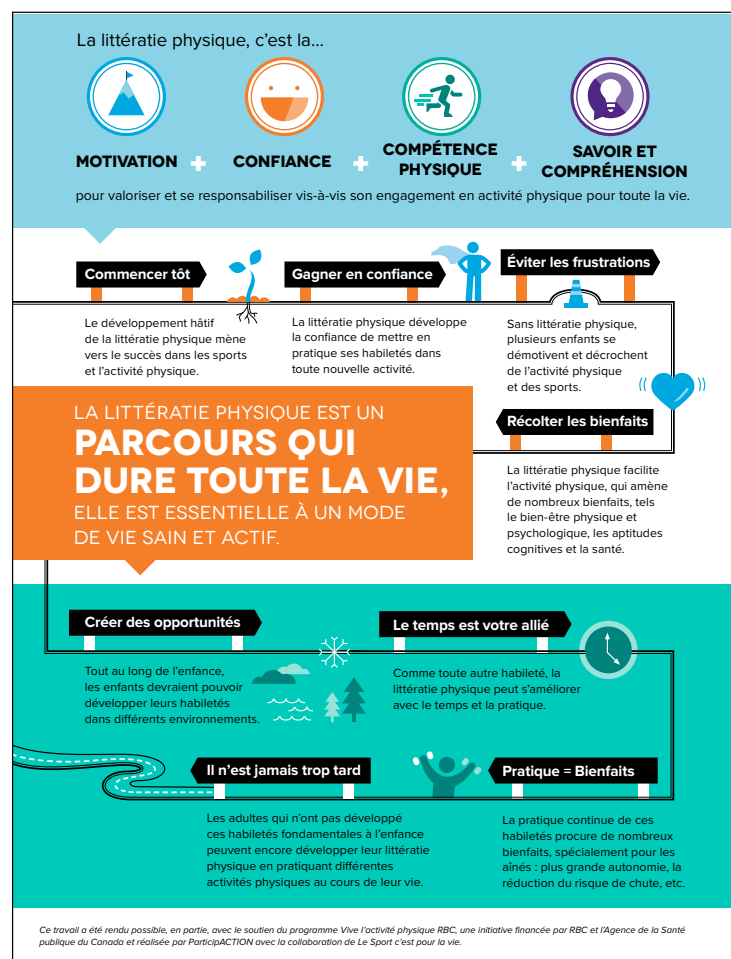 La littératie physique, c'est la...
MOTIVATION + CONFIANCE + COMPÉTENCE PHYSIQUE + SAVOIR ET COMPRÉHENSION
pour valoriser et se responsabiliser vis-à-vis son engagement en activité physique pour toute la vie.
Commencer tôt
Le développement hâtif
de la littératie physique mène
vers le succès dans les sports
et l'activité physique.
Gagner en confiance
La littératie physique développe
la confiance de mettre en
pratique ses habiletés dans
toute nouvelle activité.
Éviter les frustrations
Sans littératie physique,
plusieurs enfants se
démotivent et décrochent
de l'activité physique
et des sports.
Récolter les bienfaits
La littératie physique facilite
l'activité physique, qui amène
de nombreux bienfaits, tels
le bien-être physique et
psychologique, les aptitudes
cognitives et la santé.
LA LITTÉRATIE PHYSIQUE EST UN
PARCOURS QUI
DURE TOUTE LA VIE,
ELLE EST ESSENTIELLE À UN MODE
DE VIE SAIN ET ACTIF.
Créer des opportunités
Tout au long de l'enfance,
les enfants devraient pouvoir
développer leurs habiletés
dans différents environnements.
Le temps est votre allié
Comme toute autre habileté, la
littératie physique peut s'améliorer
avec le temps et la pratique.
Pratique = Bienfaits
La pratique continue de ces
habiletés procure de nombreux
bienfaits, spécialement pour les
aînés : plus grande autonomie, la
réduction du risque de chute, etc.
Il n'est jamais trop tard
Les adultes qui n'ont pas développé
ces habiletés fondamentales à l'enfance
peuvent encore développer leur littératie
physique en pratiquant différentes
activités physiques au cours de leur vie.
Ce travail a été rendu possible, en partie, avec le soutien du programme Vive l'activité physique RBC, une initiative financée par RBC et l'Agence de la Santé
publique du Canada et réalisée par ParticipACTION avec la collaboration de Le Sport c'est pour la vie.